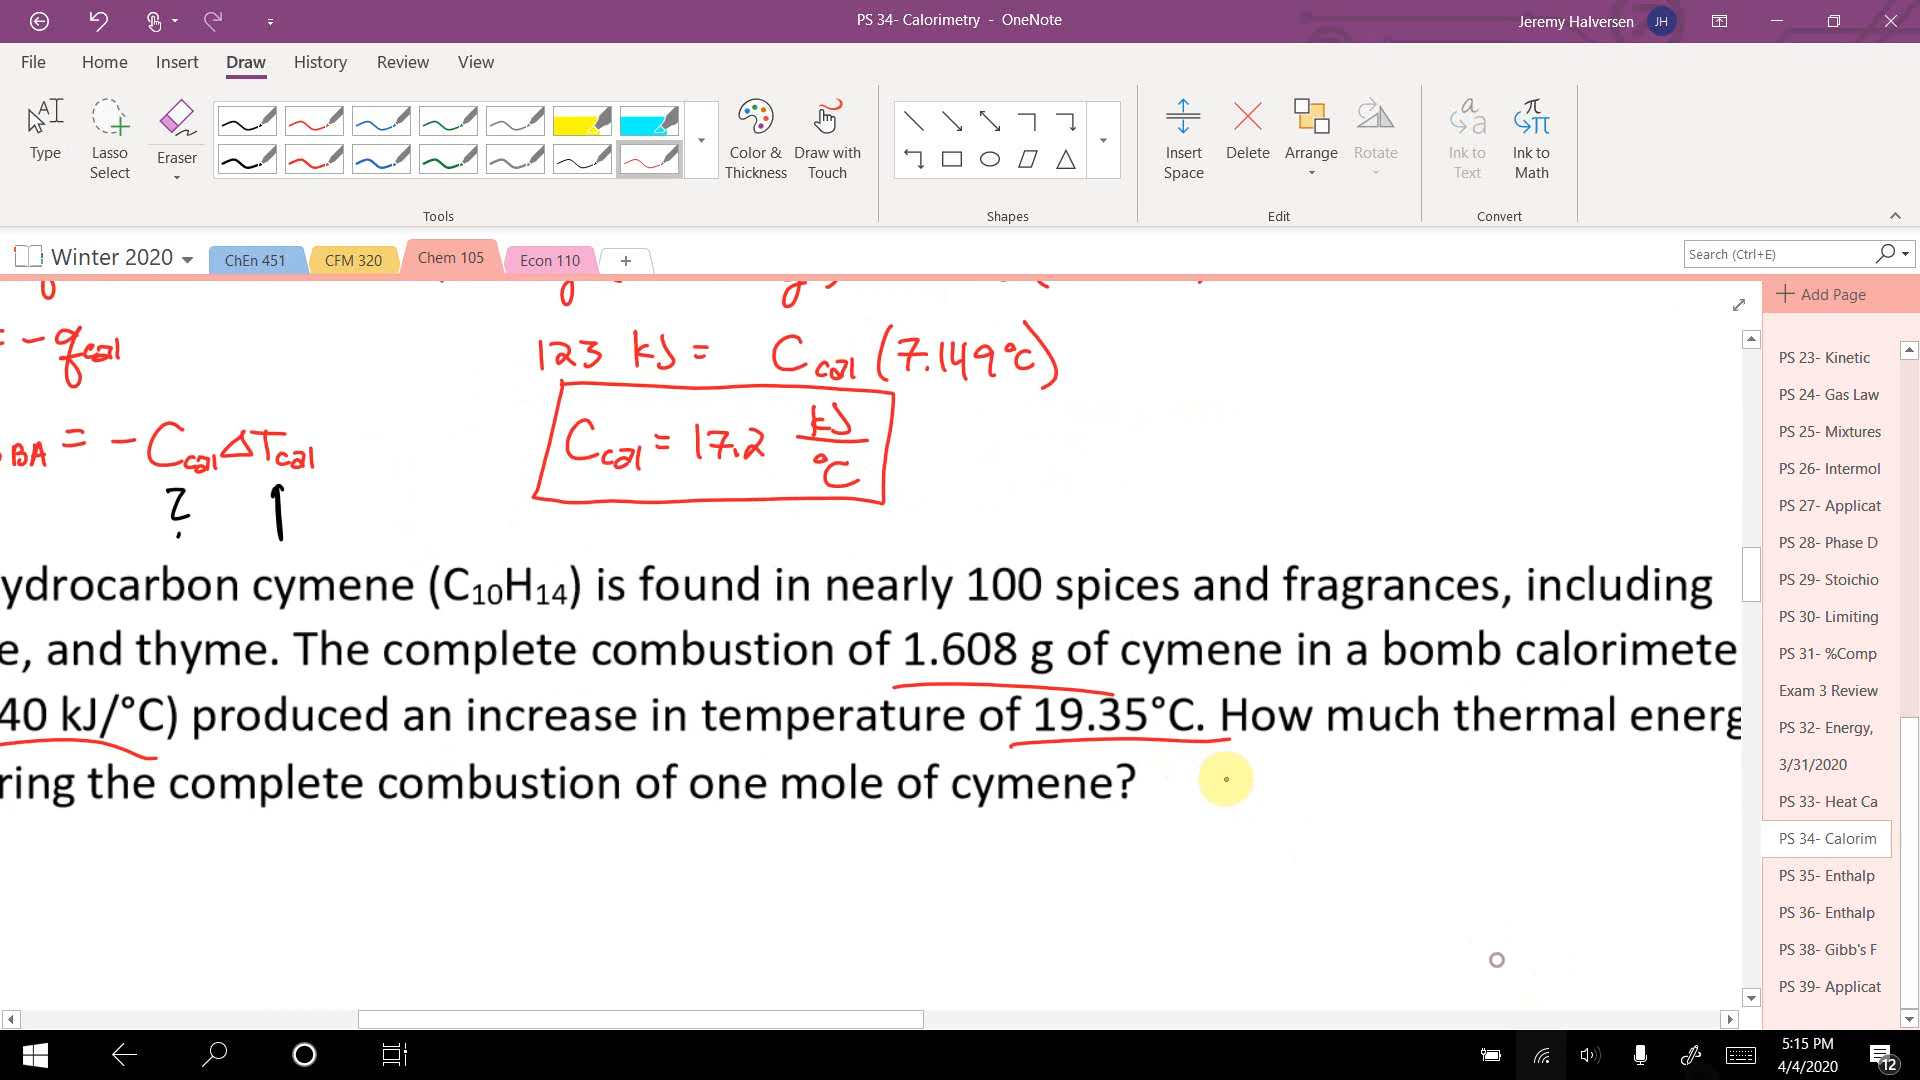 PS 34- Calorimetry - OneNote
Jeremy Halversen JH
File Home Insert Draw History Review View
Type
Lasso Select
Eraser
Color & Thickness
Draw with Touch
Insert Space
Delete
Arrange
Rotate
Ink to Text
Ink to Math
Tools Shapes Edit Convert
Winter 2020 ChEn 451 CFM 320 Chem 105 Econ 110
Search (Ctrl+E)
Add Page
= - qcal
123 kJ = Ccal (7.149°C)
Ccal = 17.2 kJ/°C
BA = - Ccal ΔTcal
?
ydrocarbon cymene (C₁₀H₁₄) is found in nearly 100 spices and fragrances, including
e, and thyme. The complete combustion of 1.608 g of cymene in a bomb calorimete
40 kJ/°C) produced an increase in temperature of 19.35°C. How much thermal energ
ring the complete combustion of one mole of cymene?
PS 23- Kinetic
PS 24- Gas Law
PS 25- Mixtures
PS 26- Intermol
PS 27- Applicat
PS 28- Phase D
PS 29- Stoichio
PS 30- Limiting
PS 31- %Comp
Exam 3 Review
PS 32- Energy,
3/31/2020
PS 33- Heat Ca
PS 34- Calorim
PS 35- Enthalp
PS 36- Enthalp
PS 38- Gibb's F
PS 39- Applicat
5:15 PM
4/4/2020
12